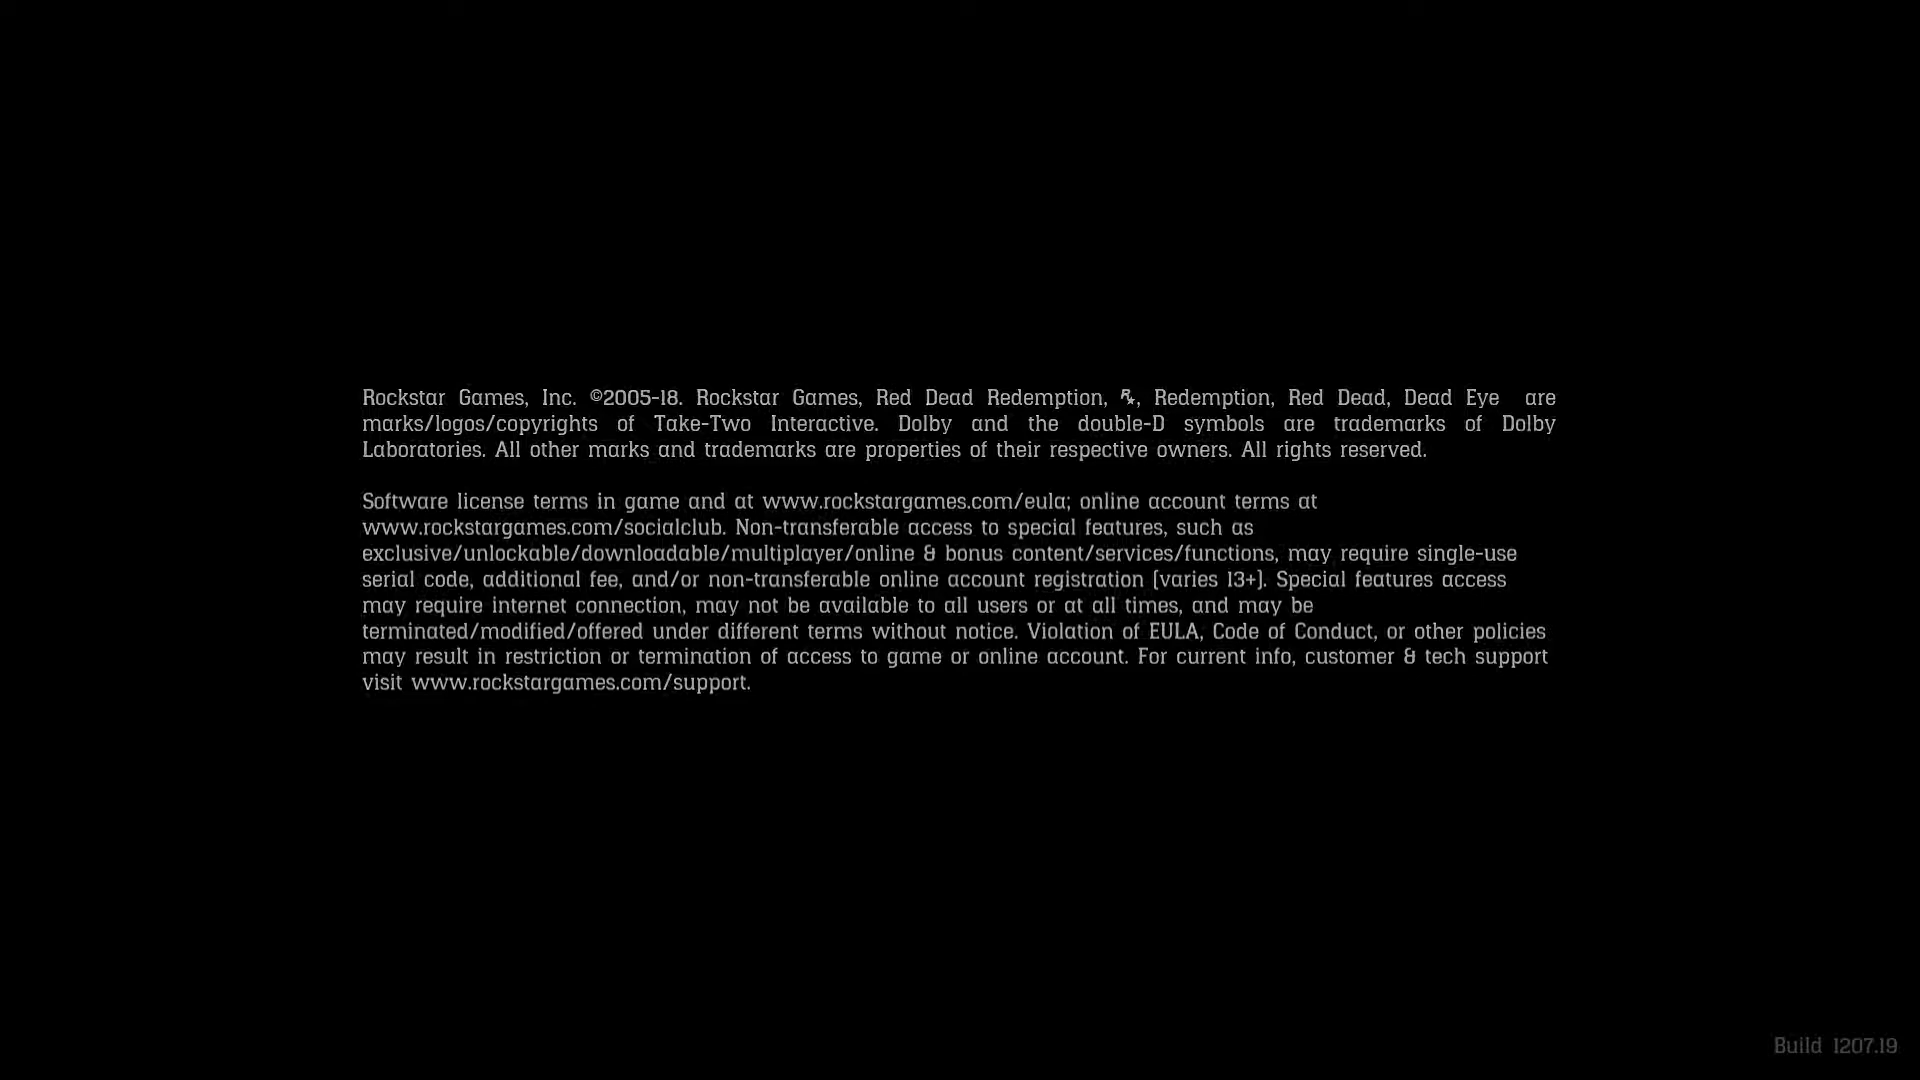 Rockstar Games, Inc. ©2005-18. Rockstar Games, Red Dead Redemption, R★, Redemption, Red Dead, Dead Eye are
marks/logos/copyrights of Take-Two Interactive. Dolby and the double-D symbols are trademarks of Dolby
Laboratories. All other marks and trademarks are properties of their respective owners. All rights reserved.
Software license terms in game and at www.rockstargames.com/eula; online account terms at
www.rockstargames.com/socialclub. Non-transferable access to special features, such as
exclusive/unlockable/downloadable/multiplayer/online & bonus content/services/functions, may require single-use
serial code, additional fee, and/or non-transferable online account registration (varies 13+). Special features access
may require internet connection, may not be available to all users or at all times, and may be
terminated/modified/offered under different terms without notice. Violation of EULA, Code of Conduct, or other policies
may result in restriction or termination of access to game or online account. For current info, customer & tech support
visit www.rockstargames.com/support.
Build 1207.19